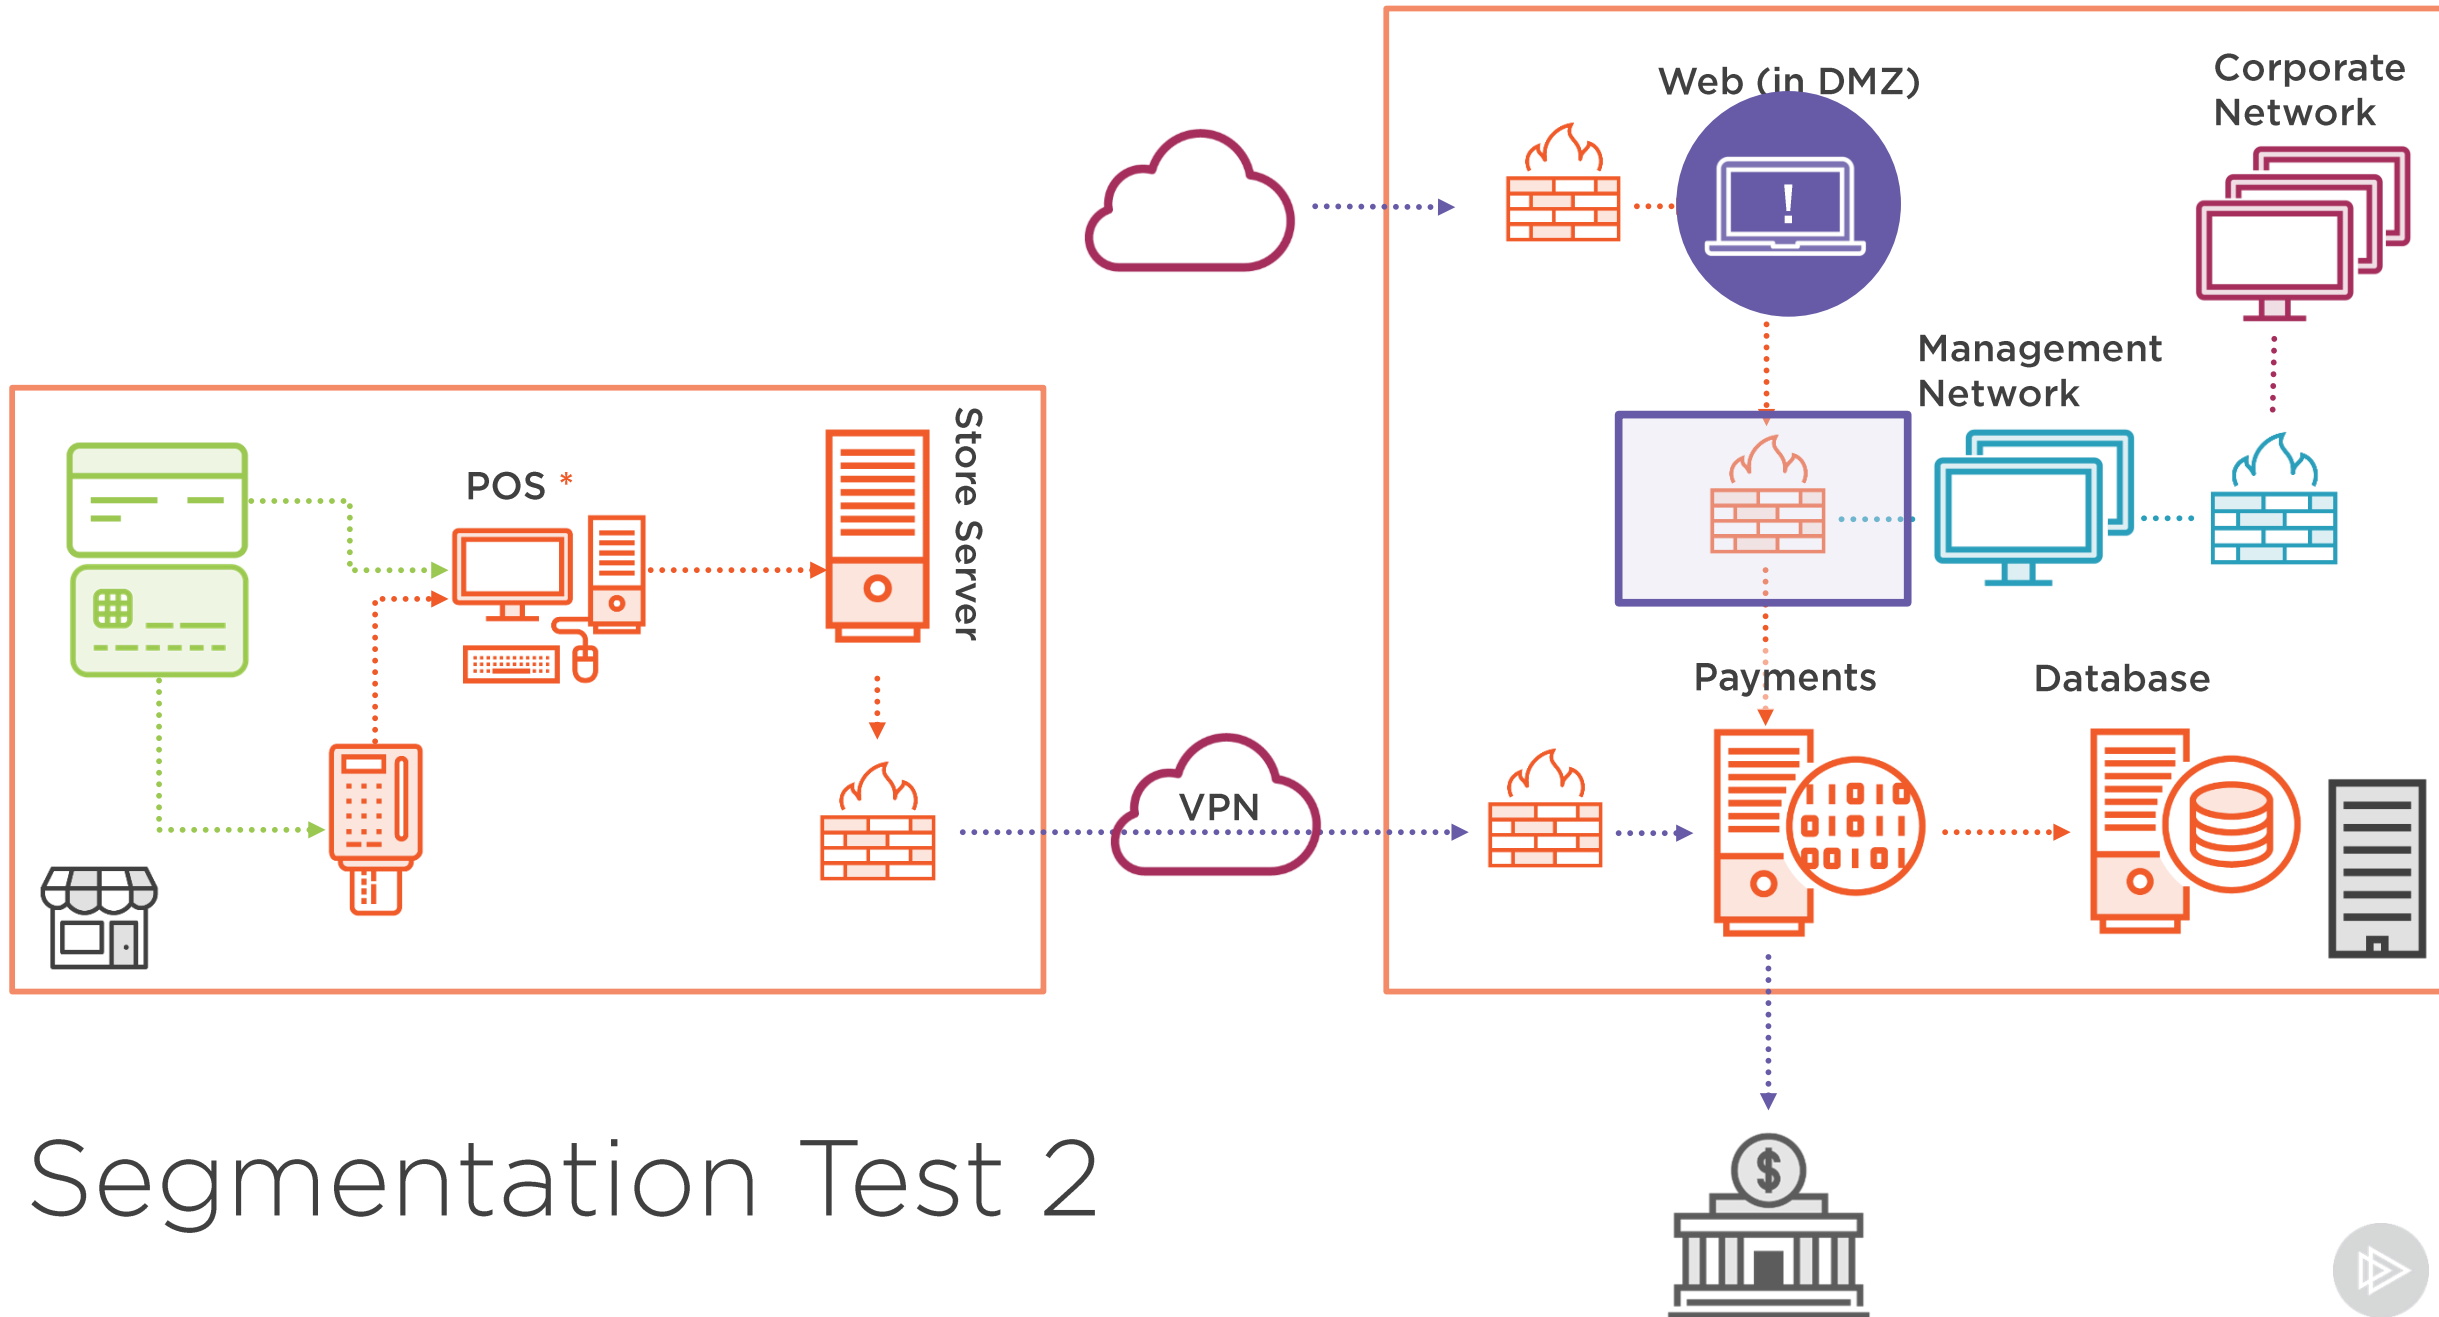 Web (in DMZ)
Corporate
Network
Management
Network
POS *
Store Server
Payments
Database
VPN
Segmentation Test 2